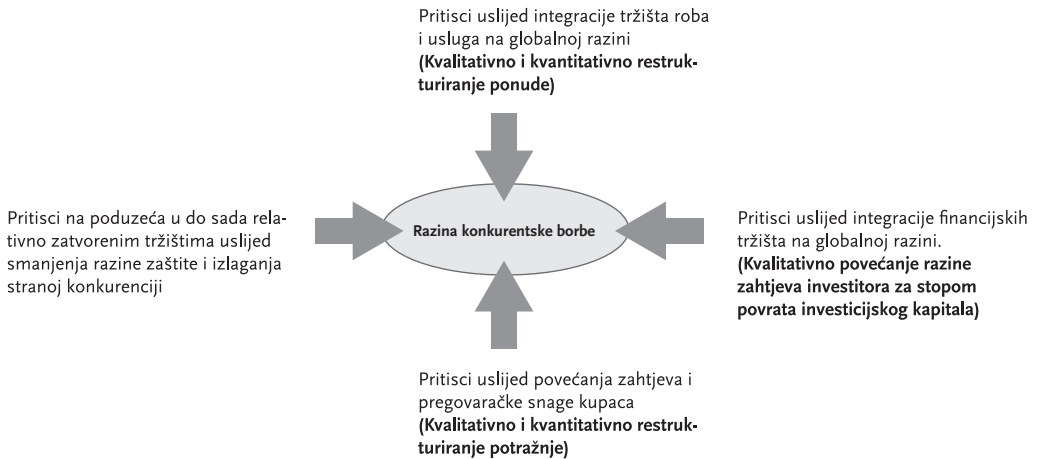 Pritisci uslijed integracije tržišta roba
i usluga na globalnoj razini
(Kvalitativno i kvantitativno restruk-
turiranje ponude)
Pritisci na poduzeća u do sada rela-
tivno zatvorenim tržištima uslijed
smanjenja razine zaštite i izlaganja
stranoj konkurenciji
Razina konkurentske borbe
Pritisci uslijed integracije financijskih
tržišta na globalnoj razini.
(Kvalitativno povećanje razine
zahtjeva investitora za stopom
povrata investicijskog kapitala)
Pritisci uslijed povećanja zahtjeva i
pregovaračke snage kupaca
(Kvalitativno i kvantitativno restruk-
turiranje potražnje)